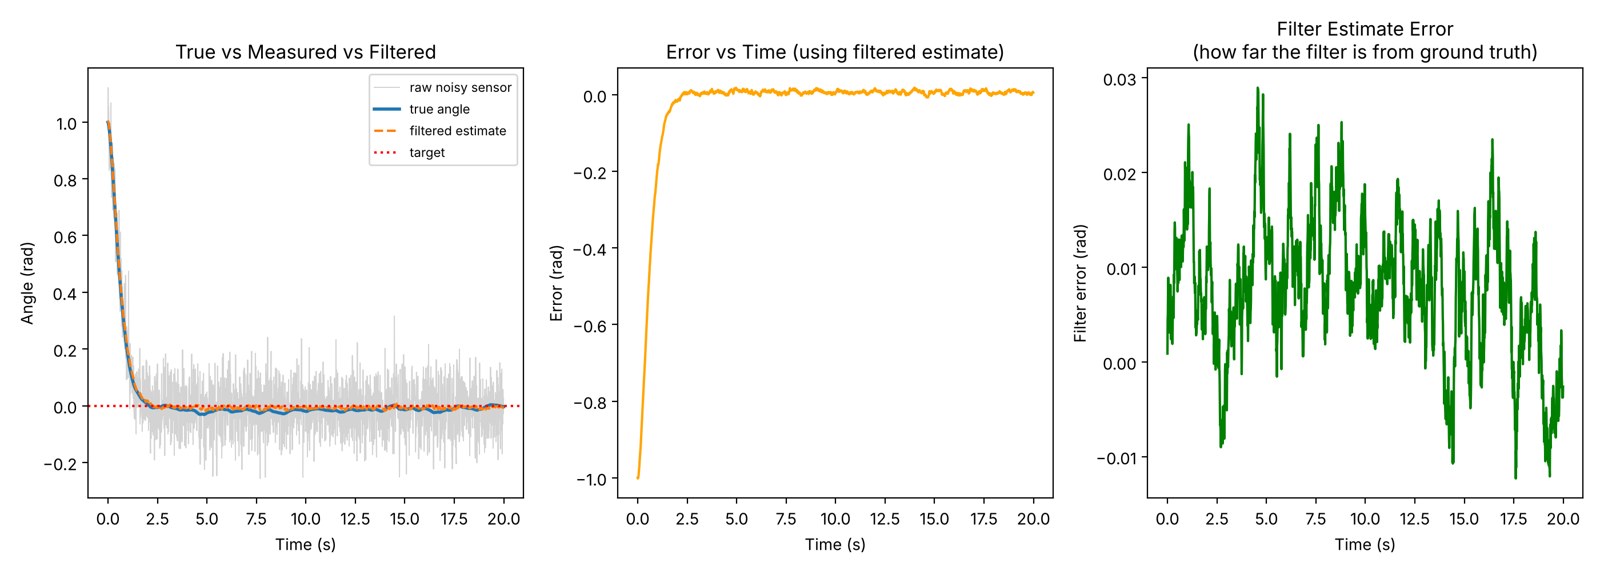 True vs Measured vs Filtered
raw noisy sensor
true angle
filtered estimate
target
1.0
0.8
0.6
0.4
0.2
0.0
−0.2
Angle (rad)
0.0 2.5 5.0 7.5 10.0 12.5 15.0 17.5 20.0
Time (s)
Error vs Time (using filtered estimate)
0.0
−0.2
−0.4
−0.6
−0.8
−1.0
Error (rad)
0.0 2.5 5.0 7.5 10.0 12.5 15.0 17.5 20.0
Time (s)
Filter Estimate Error
(how far the filter is from ground truth)
0.03
0.02
0.01
0.00
−0.01
Filter error (rad)
0.0 2.5 5.0 7.5 10.0 12.5 15.0 17.5 20.0
Time (s)